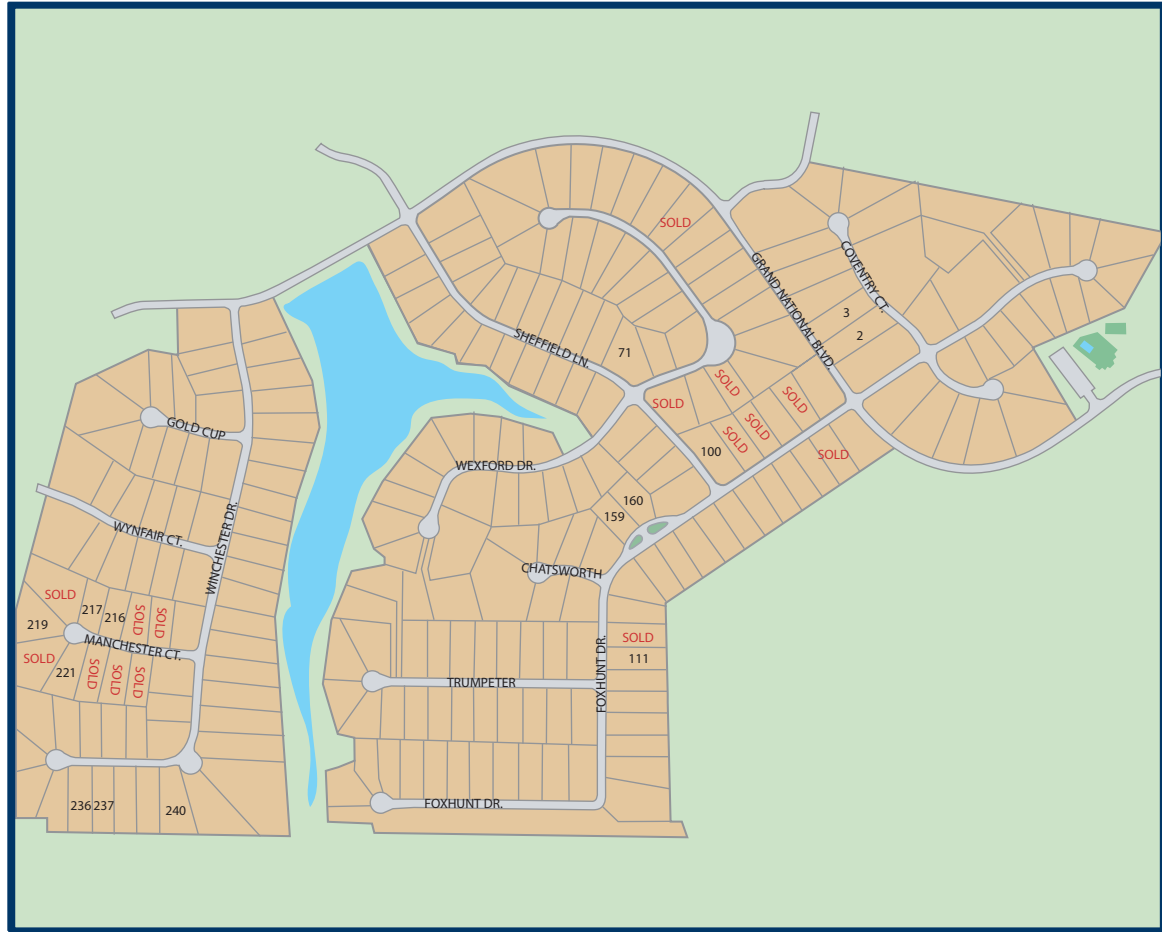 SOLD
GRAND NATIONAL BLVD.
COVENTRY CT.
3
2
SHEFFIELD LN.
71
SOLD
SOLD
SOLD
SOLD
SOLD
SOLD
100
GOLD CUP
WEXFORD DR.
160
159
WYNFAIR CT.
WINCHESTER DR.
CHATSWORTH
SOLD
217
216
SOLD
SOLD
219
MANCHESTER CT.
SOLD
221
SOLD
SOLD
SOLD
SOLD
111
FOXHUNT DR.
TRUMPETER
236
237
240
FOXHUNT DR.